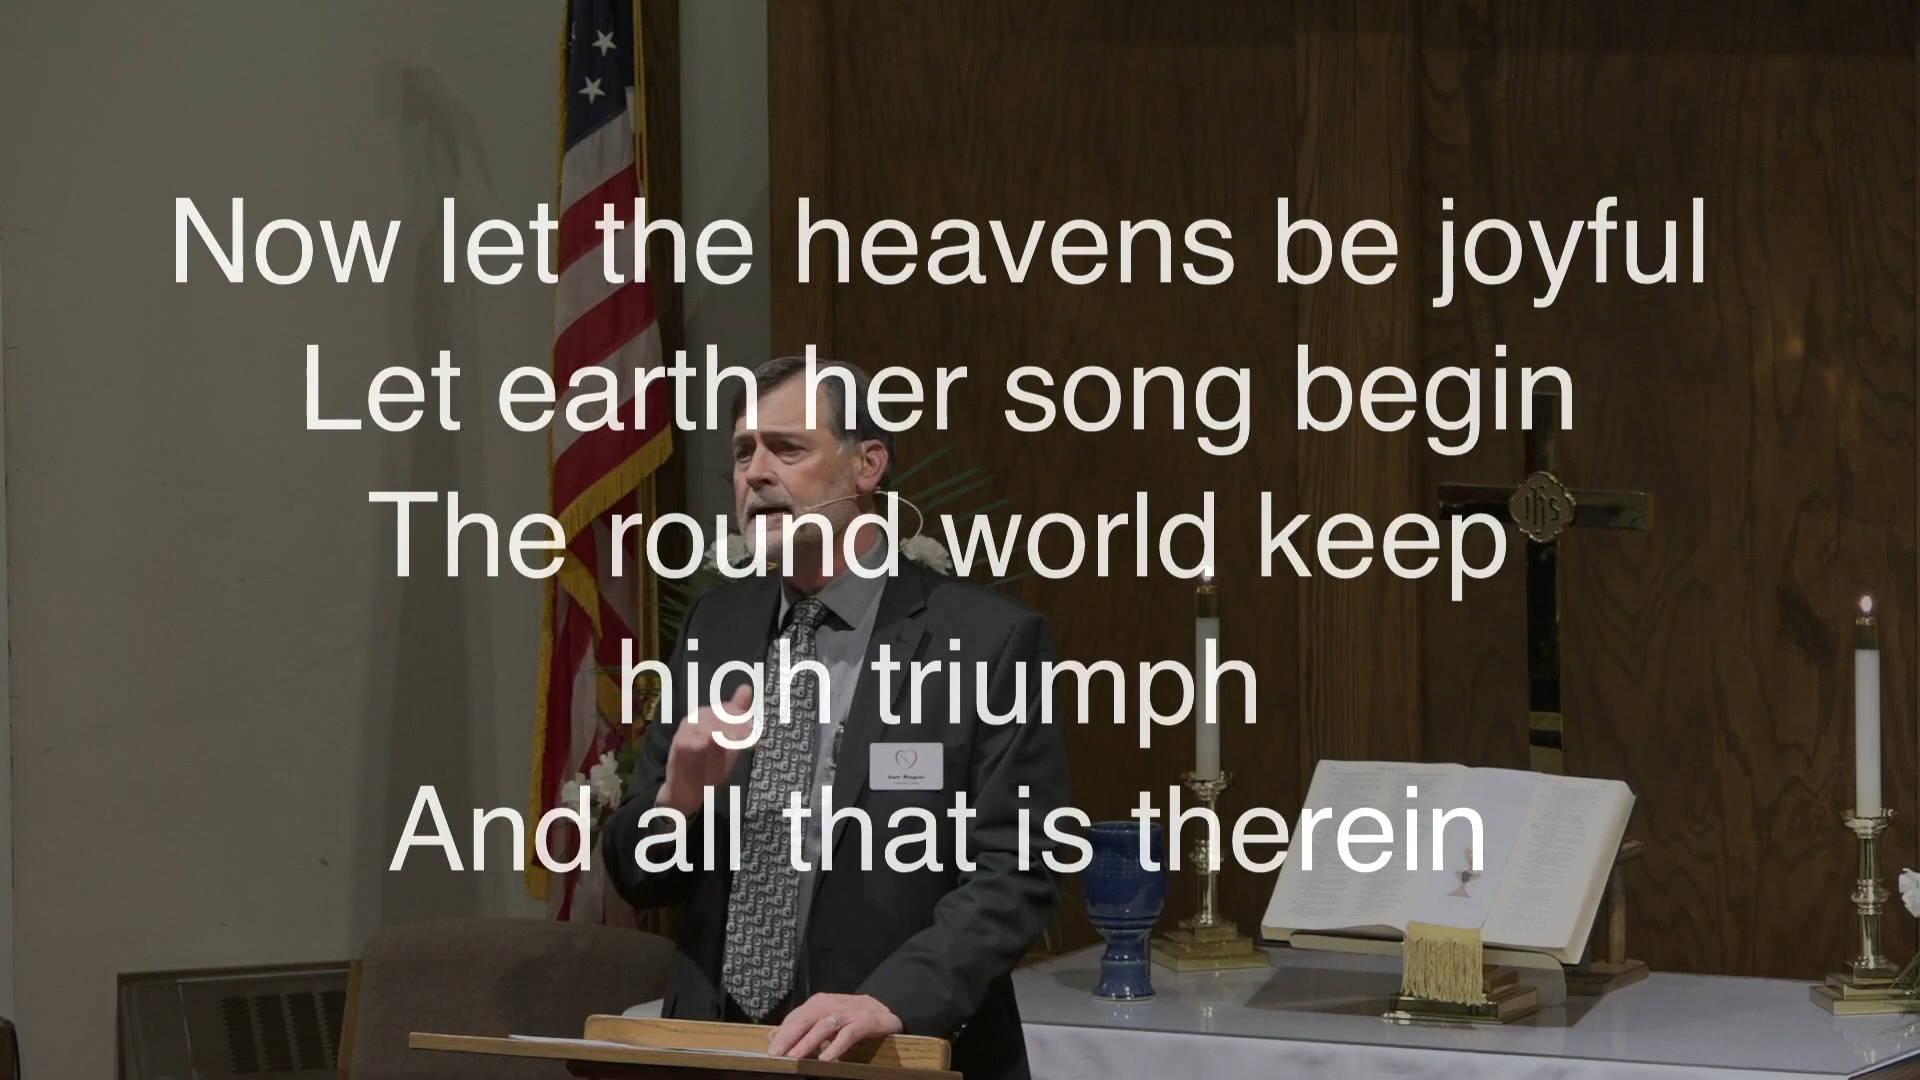 Now let the heavens be joyful
Let earth her song begin
The round world keep
high triumph
And all that is therein
IHS